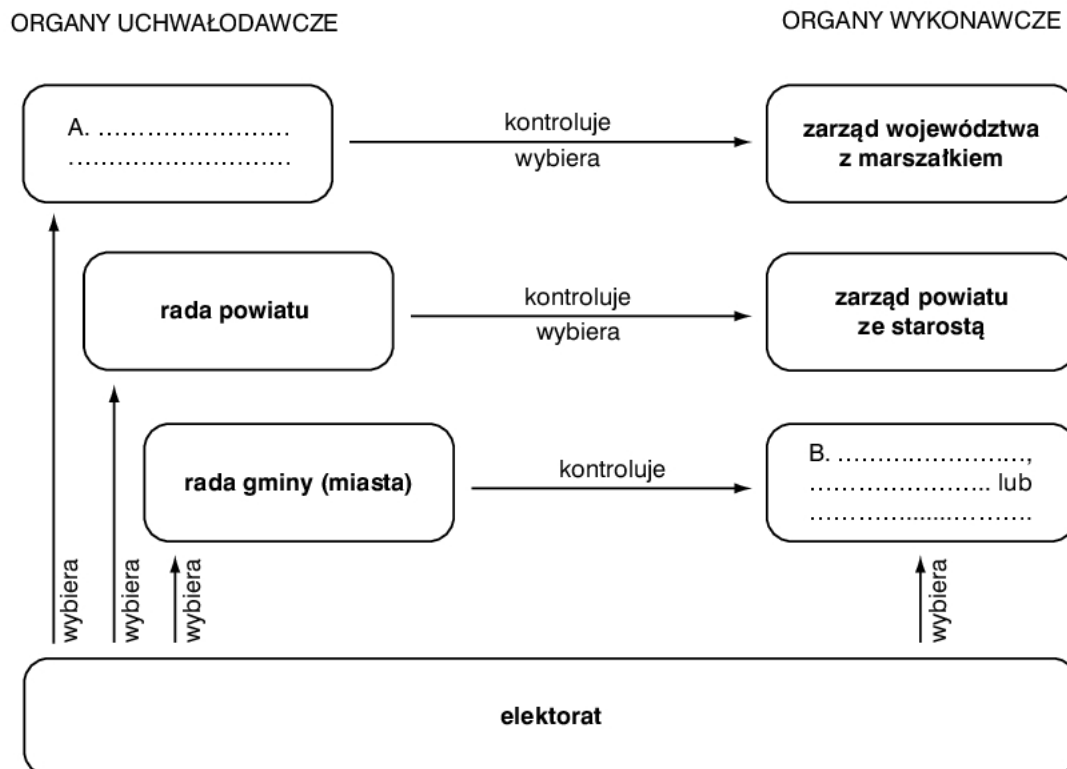 ORGANY UCHWAŁODAWCZE
ORGANY WYKONAWCZE
A. ............................
.................................
kontroluje
wybiera
zarząd województwa
z marszałkiem
rada powiatu
kontroluje
wybiera
zarząd powiatu
ze starostą
rada gminy (miasta)
kontroluje
B. ............................,
........................... lub
.................................
wybiera
wybiera
wybiera
wybiera
elektorat